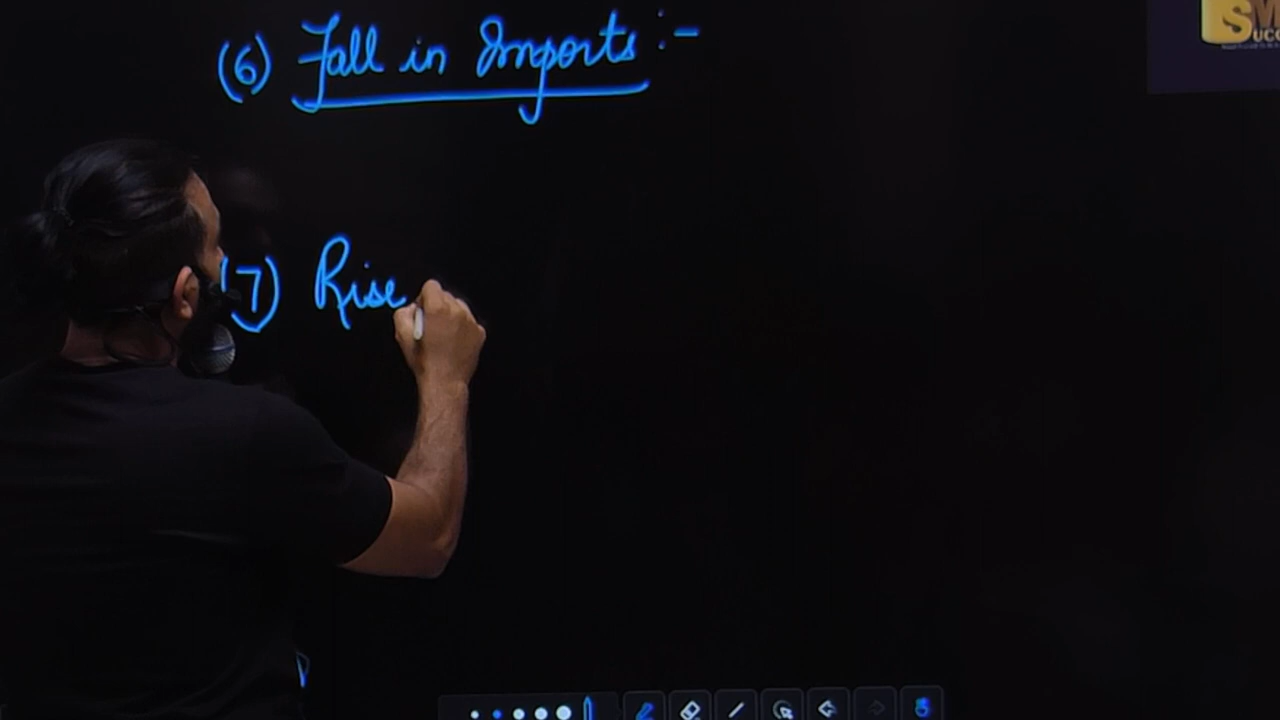 (6) Fall in Imports :-
(7) Rise